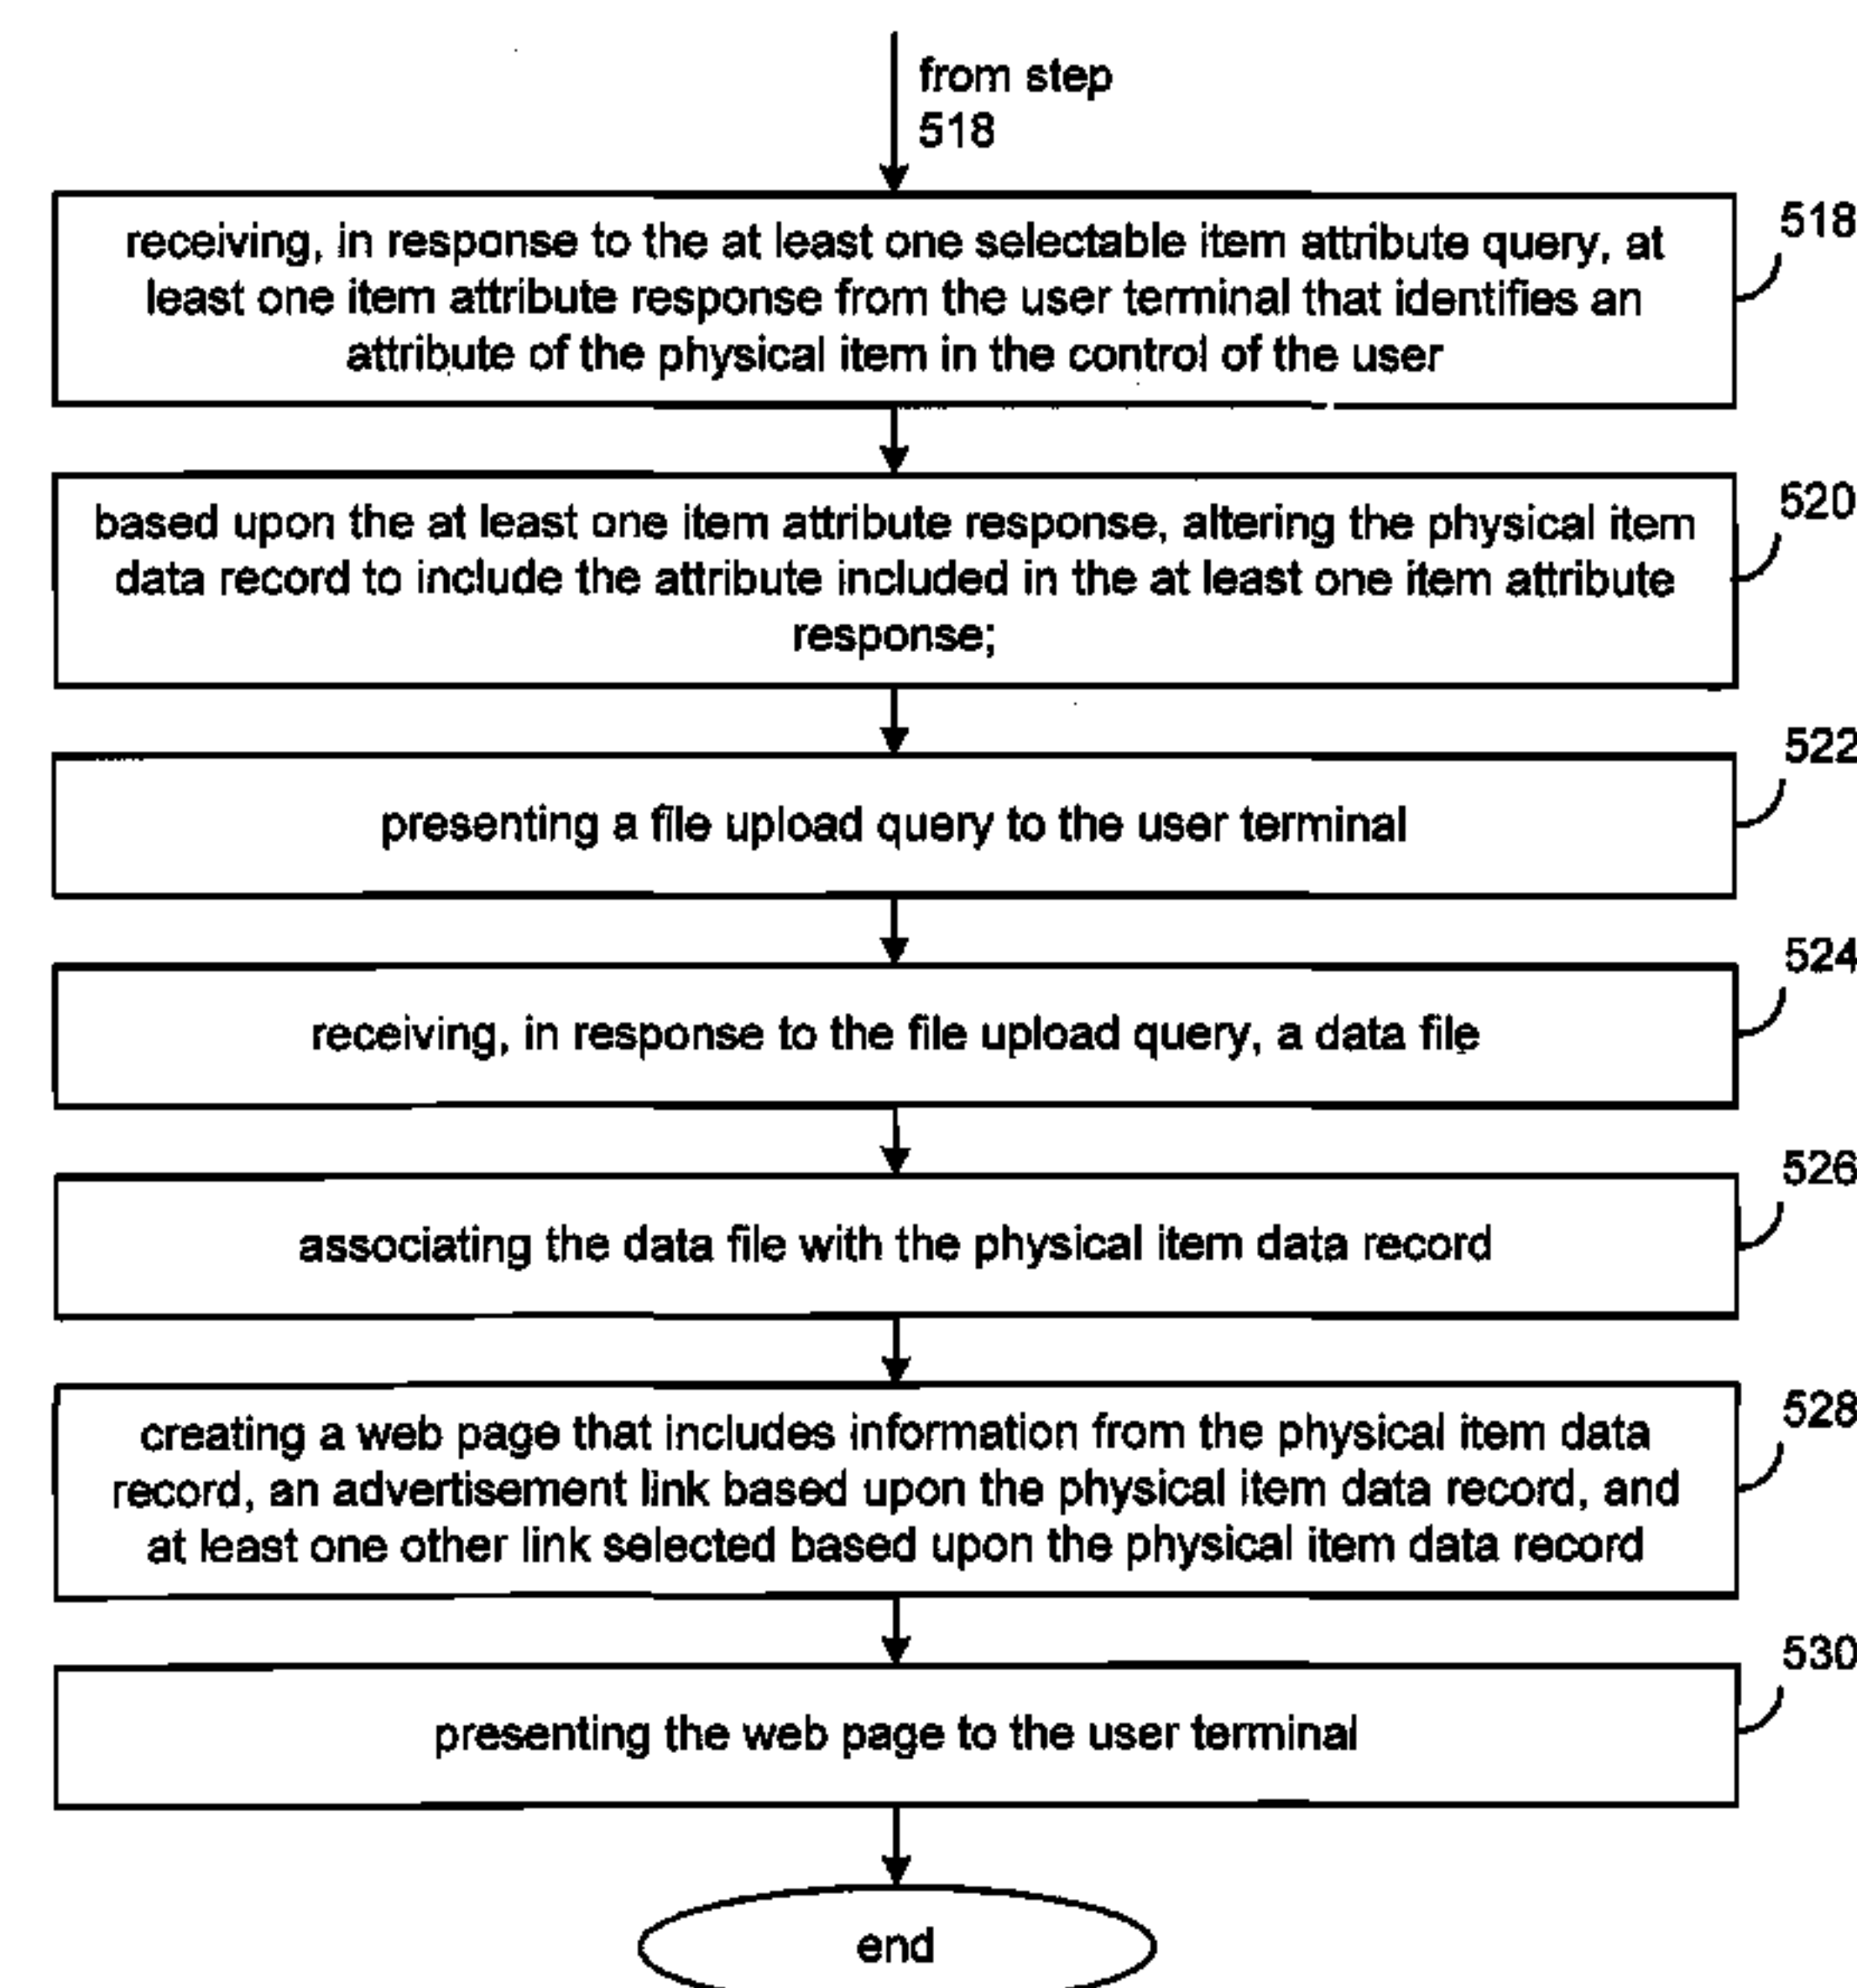 from step
518
receiving, in response to the at least one selectable item attribute query, at
least one item attribute response from the user terminal that identifies an
attribute of the physical item in the control of the user
518
based upon the at least one item attribute response, altering the physical item
data record to include the attribute included in the at least one item attribute
response;
520
presenting a file upload query to the user terminal
522
receiving, in response to the file upload query, a data file
524
associating the data file with the physical item data record
526
creating a web page that includes information from the physical item data
record, an advertisement link based upon the physical item data record, and
at least one other link selected based upon the physical item data record
528
presenting the web page to the user terminal
530
end